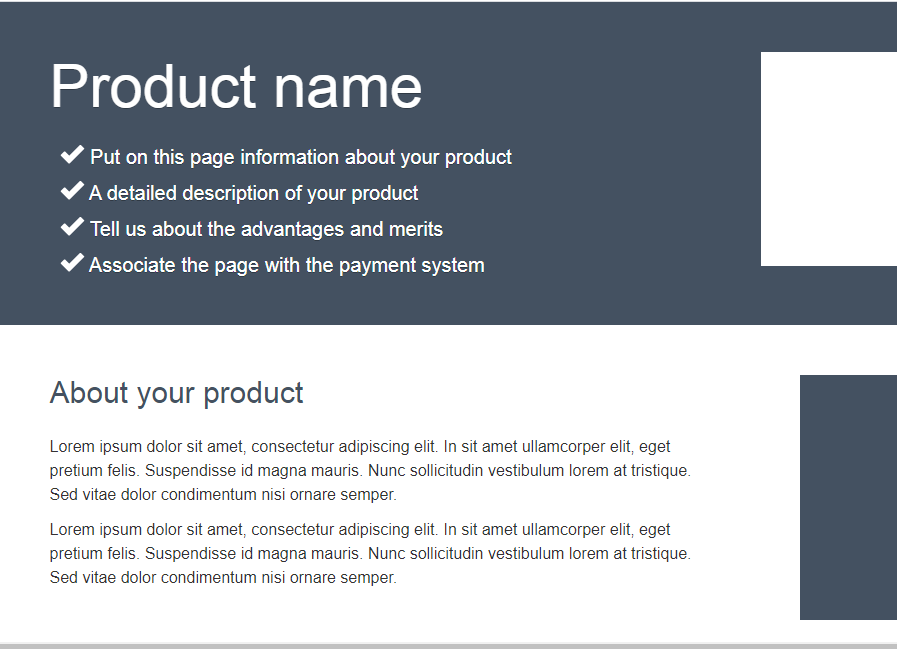 Product name
Put on this page information about your product
A detailed description of your product
Tell us about the advantages and merits
Associate the page with the payment system
About your product
Lorem ipsum dolor sit amet, consectetur adipiscing elit. In sit amet ullamcorper elit, eget
pretium felis. Suspendisse id magna mauris. Nunc sollicitudin vestibulum lorem at tristique.
Sed vitae dolor condimentum nisi ornare semper.
Lorem ipsum dolor sit amet, consectetur adipiscing elit. In sit amet ullamcorper elit, eget
pretium felis. Suspendisse id magna mauris. Nunc sollicitudin vestibulum lorem at tristique.
Sed vitae dolor condimentum nisi ornare semper.